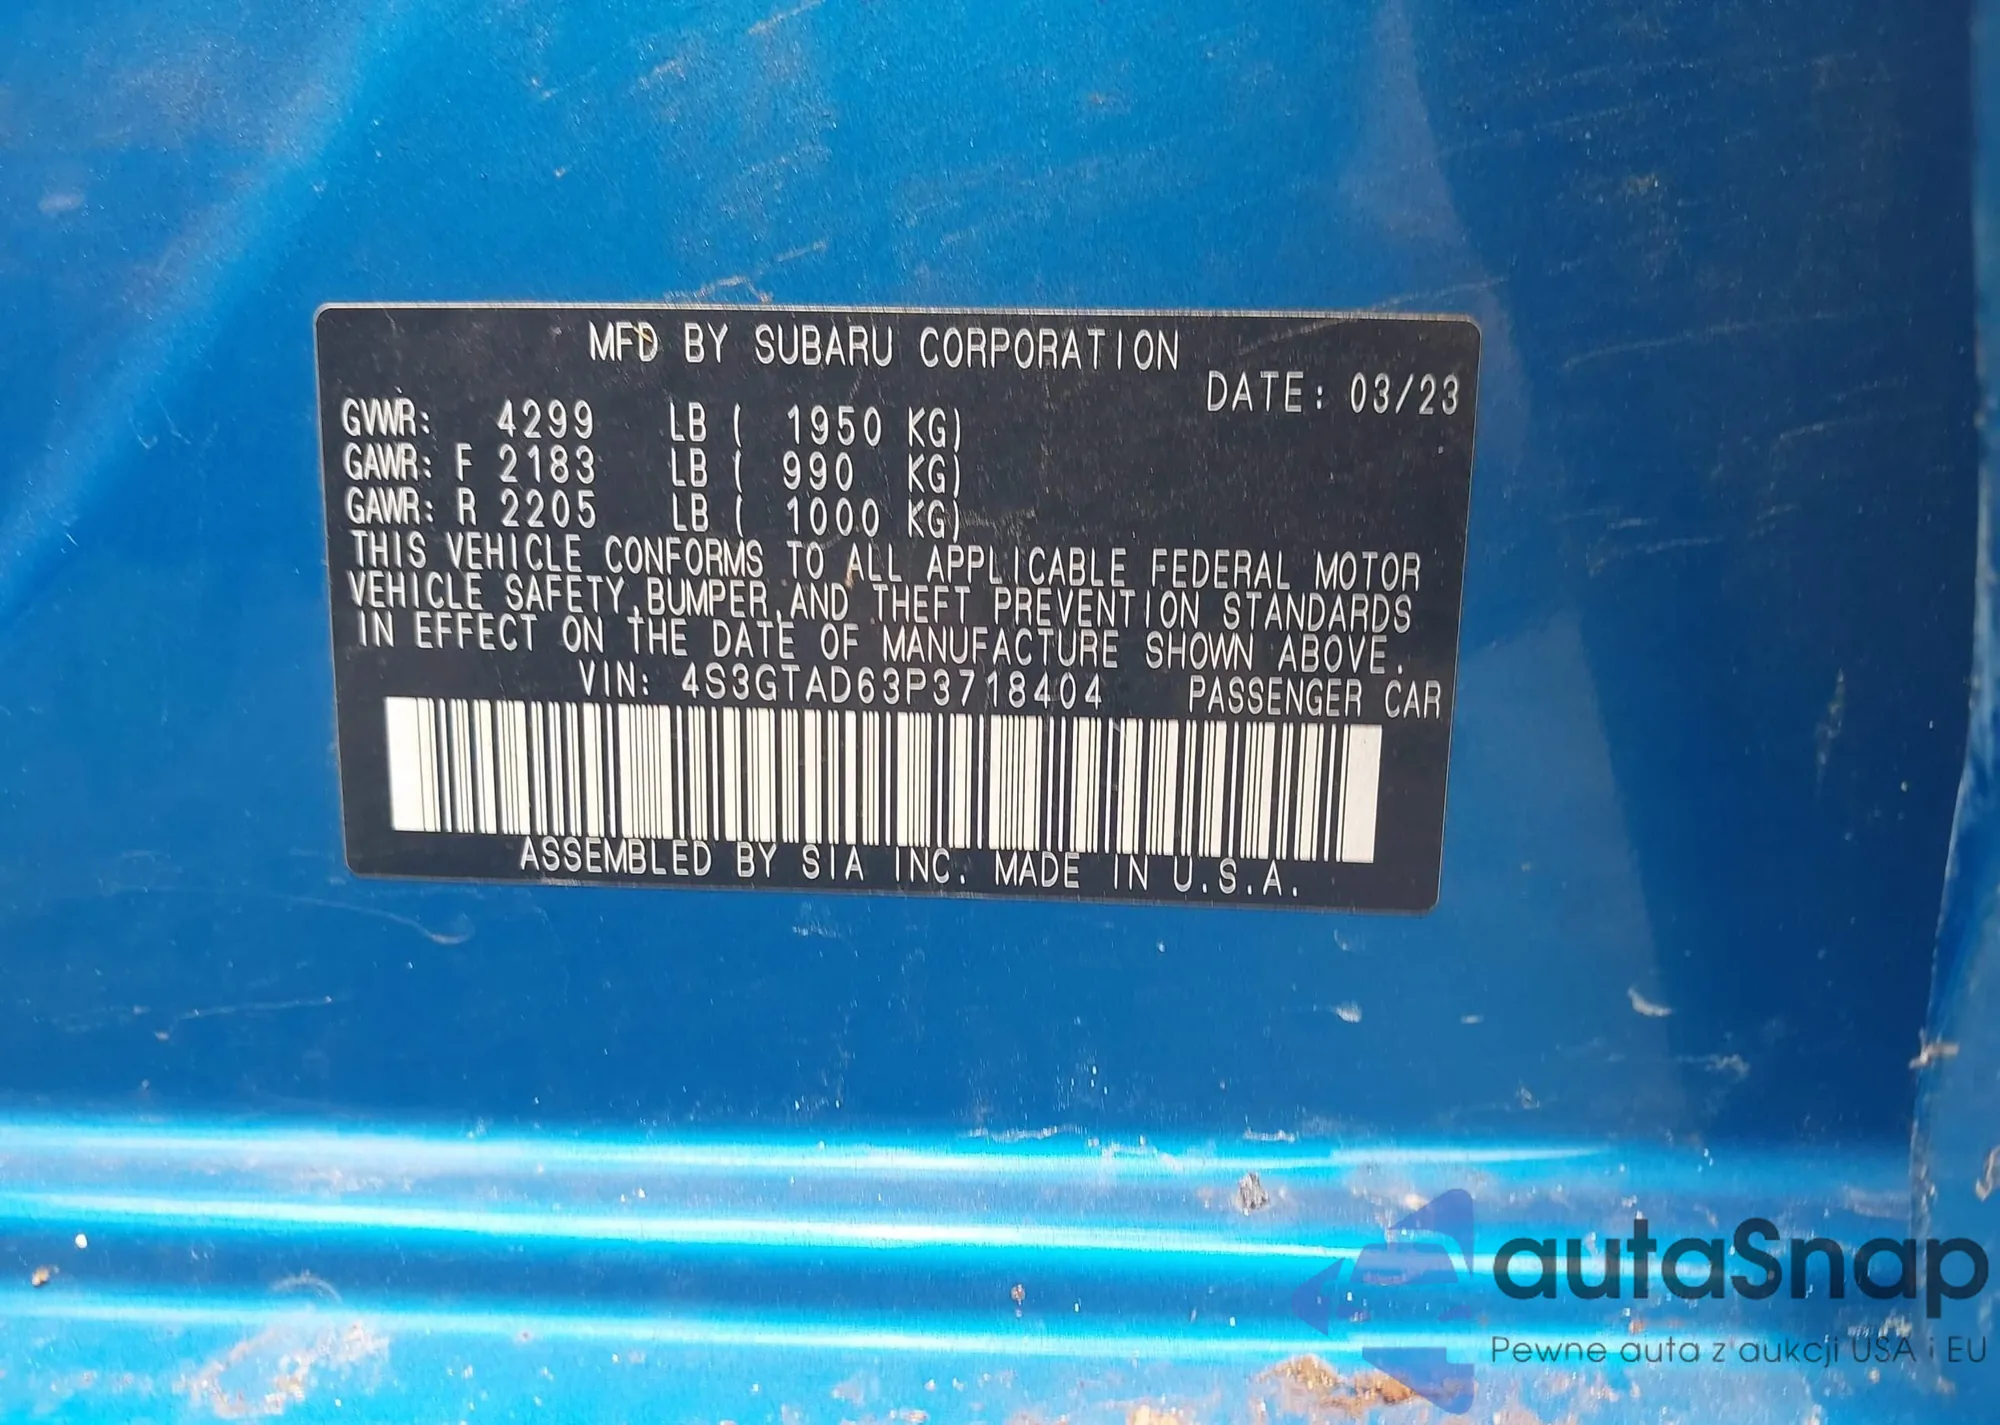 MFD BY SUBARU CORPORATION
DATE: 03/23
GVWR: 4299 LB ( 1950 KG)
GAWR: F 2183 LB ( 990 KG)
GAWR: R 2205 LB ( 1000 KG)
THIS VEHICLE CONFORMS TO ALL APPLICABLE FEDERAL MOTOR
VEHICLE SAFETY,BUMPER,AND THEFT PREVENTION STANDARDS
IN EFFECT ON THE DATE OF MANUFACTURE SHOWN ABOVE.
VIN: 4S3GTAD63P3718404 PASSENGER CAR
ASSEMBLED BY SIA INC. MADE IN U.S.A.
autaSnap
Pewne auta z aukcji USA i EU